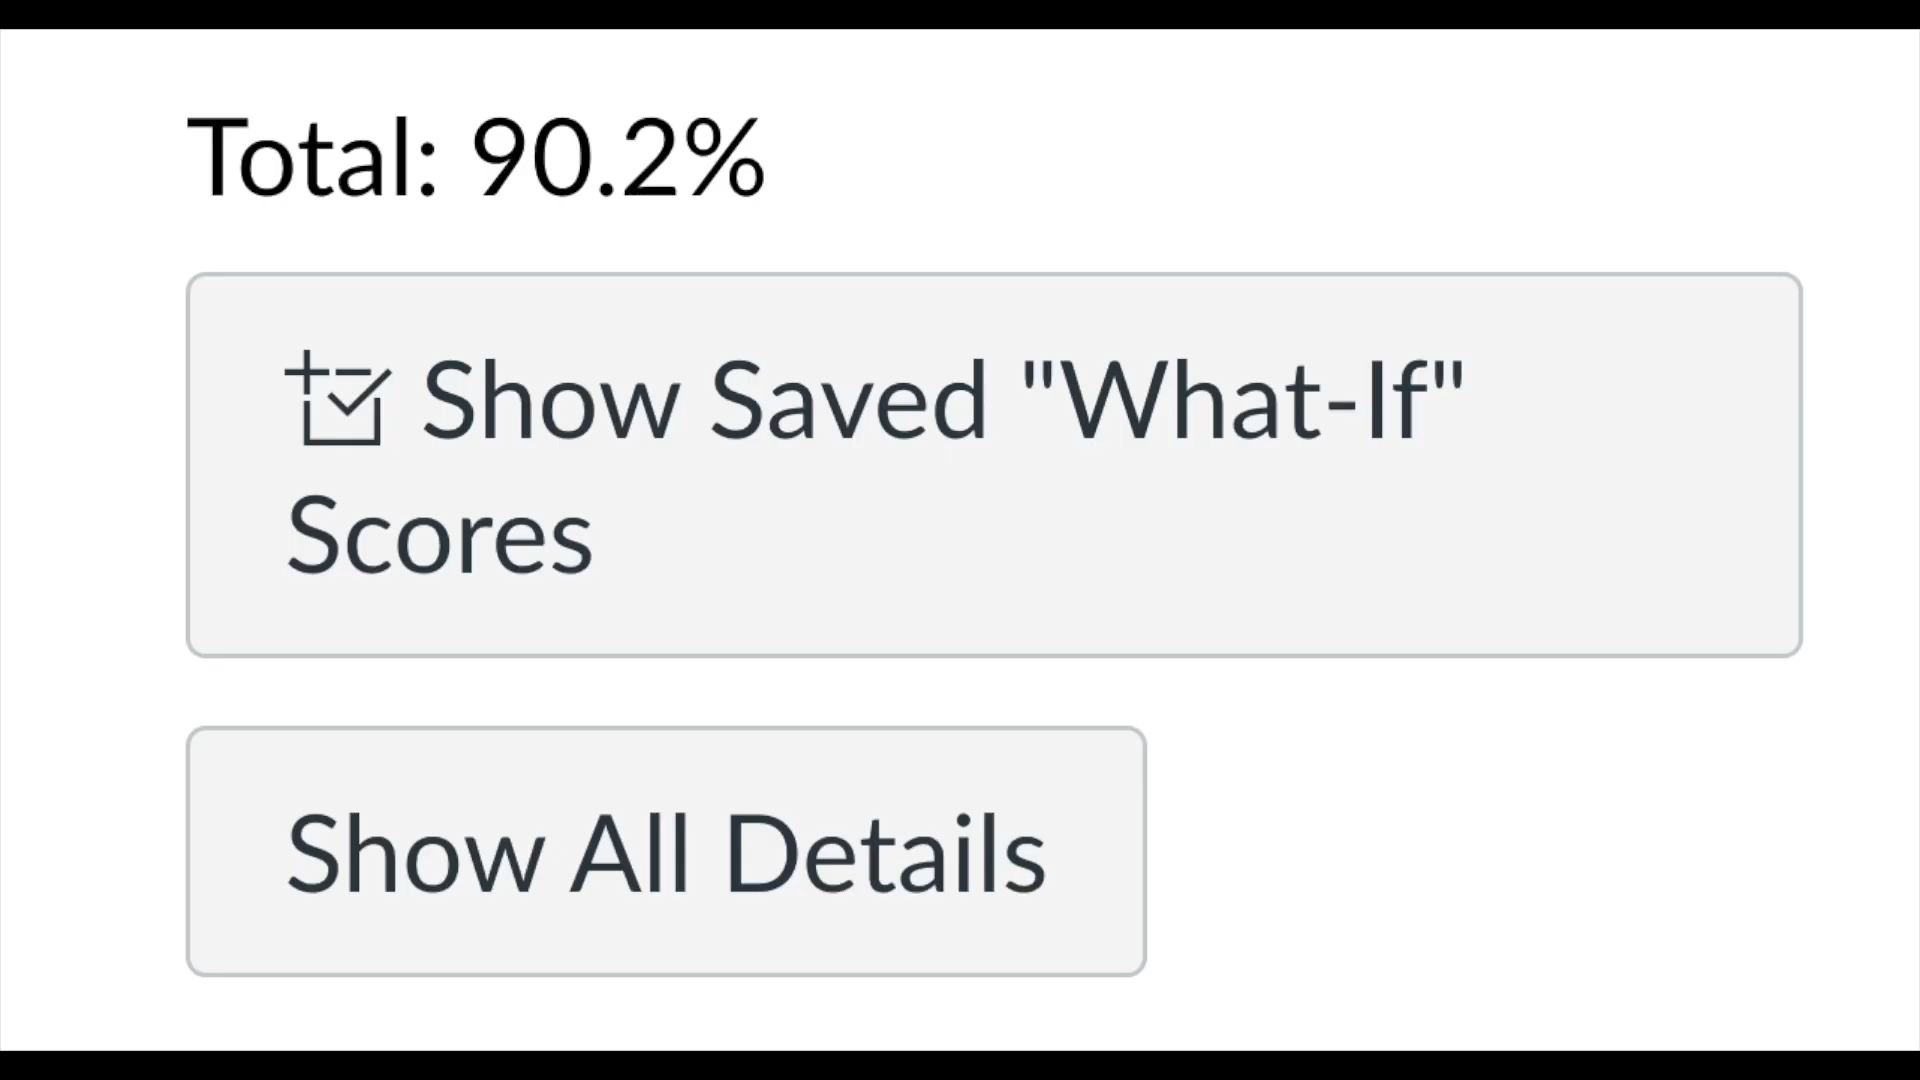 Total: 90.2%
Show Saved "What-If"
Scores
Show All Details